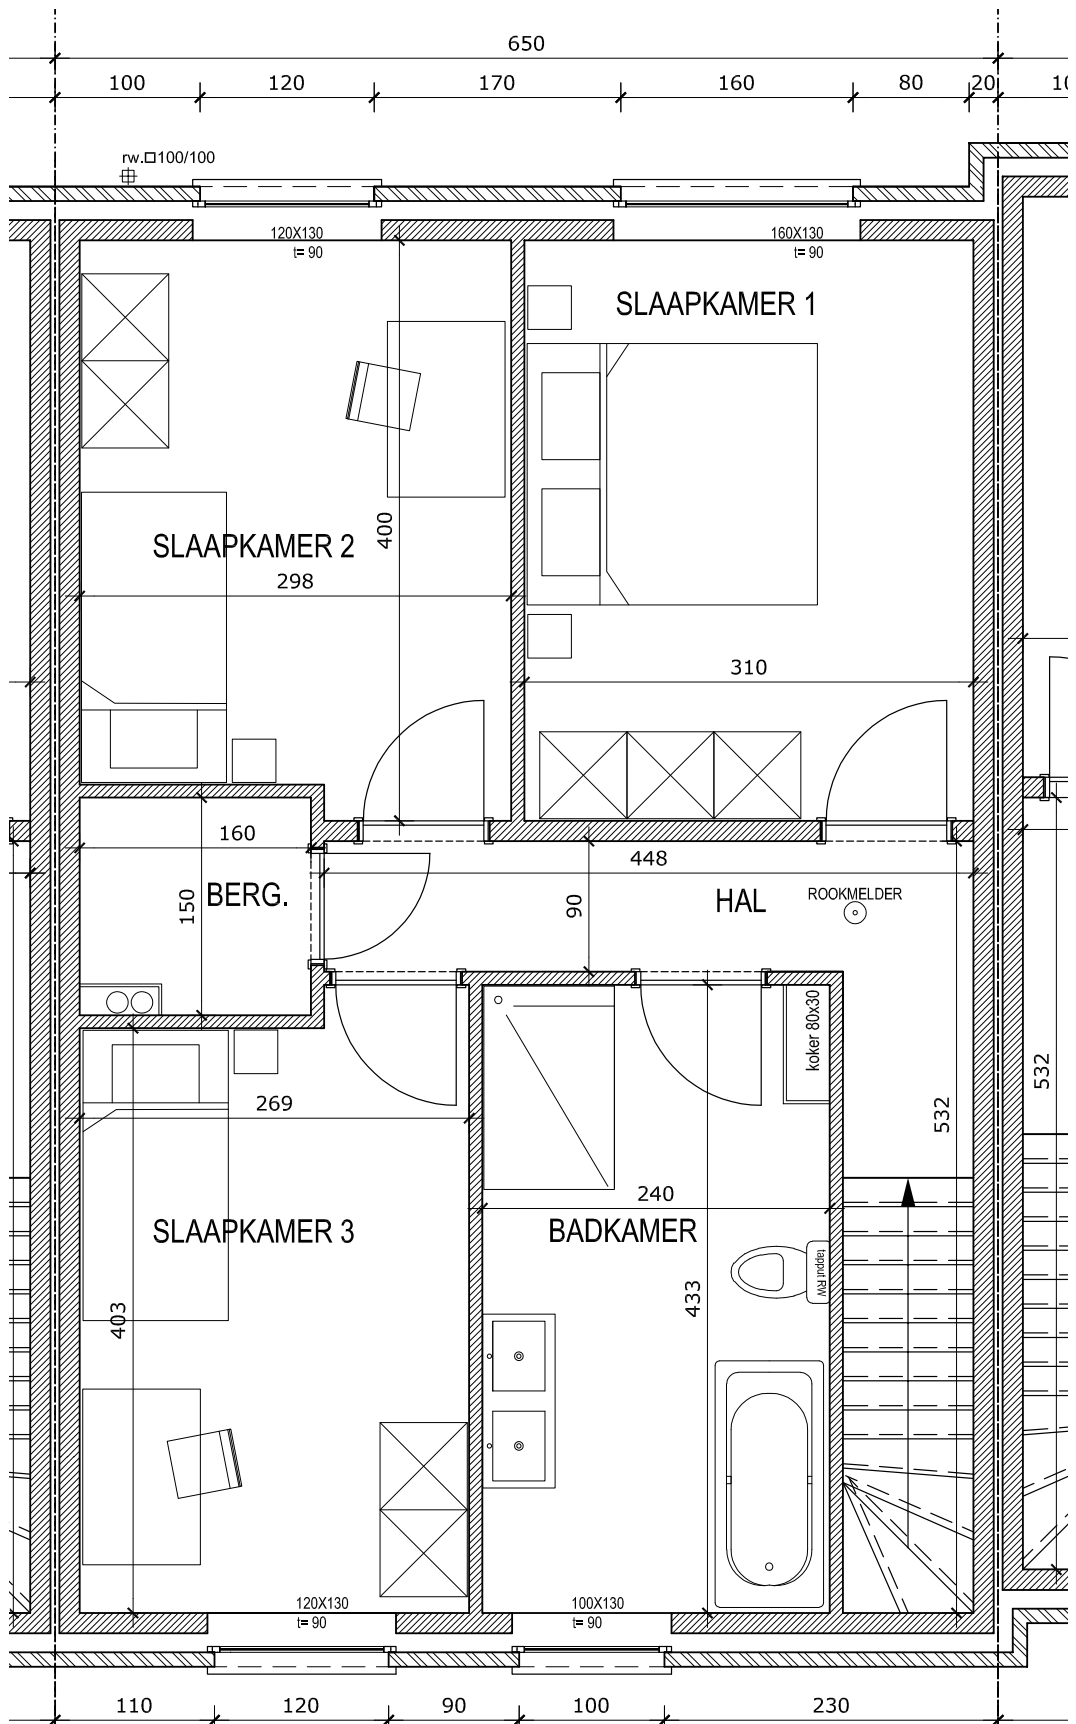 650
100 120 170 160 80 20 10
rw.□100/100
120X130
t= 90
160X130
t= 90
SLAAPKAMER 1
SLAAPKAMER 2
400
298
310
160
448
150
BERG.
90
HAL
ROOKMELDER
koker 80x30
532
532
269
240
SLAAPKAMER 3
BADKAMER
tapput RW
403
433
120X130
t= 90
100X130
t= 90
110 120 90 100 230